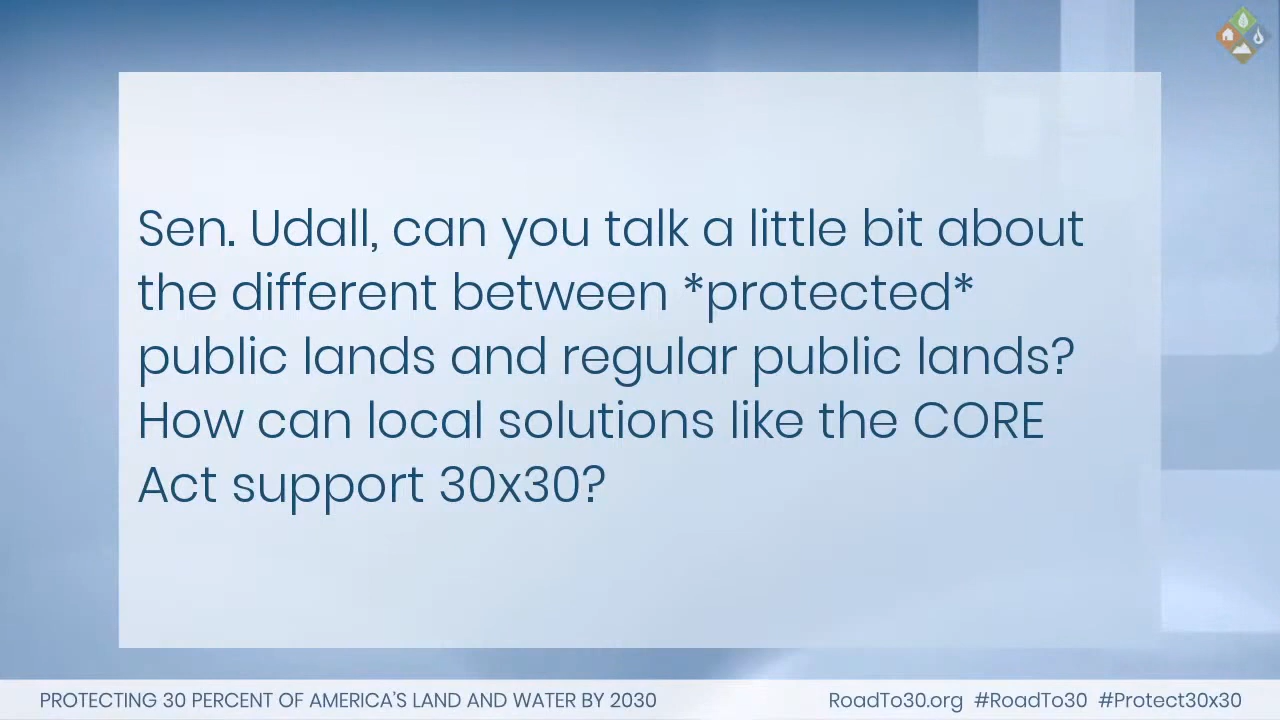 Sen. Udall, can you talk a little bit about
the different between *protected*
public lands and regular public lands?
How can local solutions like the CORE
Act support 30x30?
PROTECTING 30 PERCENT OF AMERICA'S LAND AND WATER BY 2030
RoadTo30.org #RoadTo30 #Protect30x30